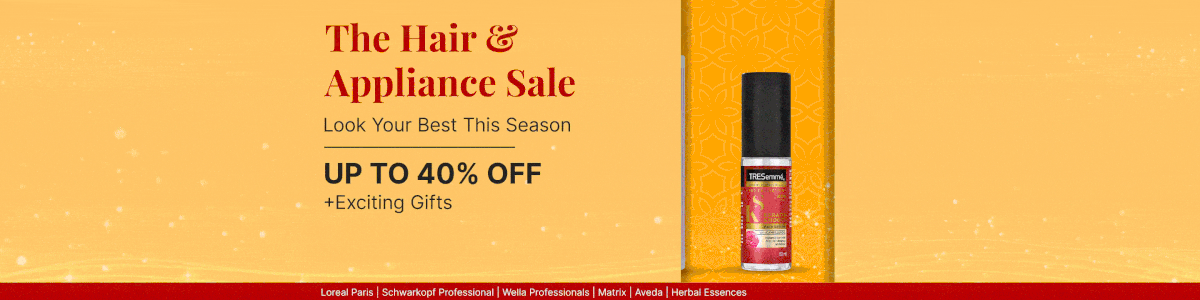 The Hair &
Appliance Sale
Look Your Best This Season
UP TO 40% OFF
+Exciting Gifts
TRESemmé
KS
Loreal Paris | Schwarkopf Professional | Wella Professionals | Matrix | Aveda | Herbal Essences